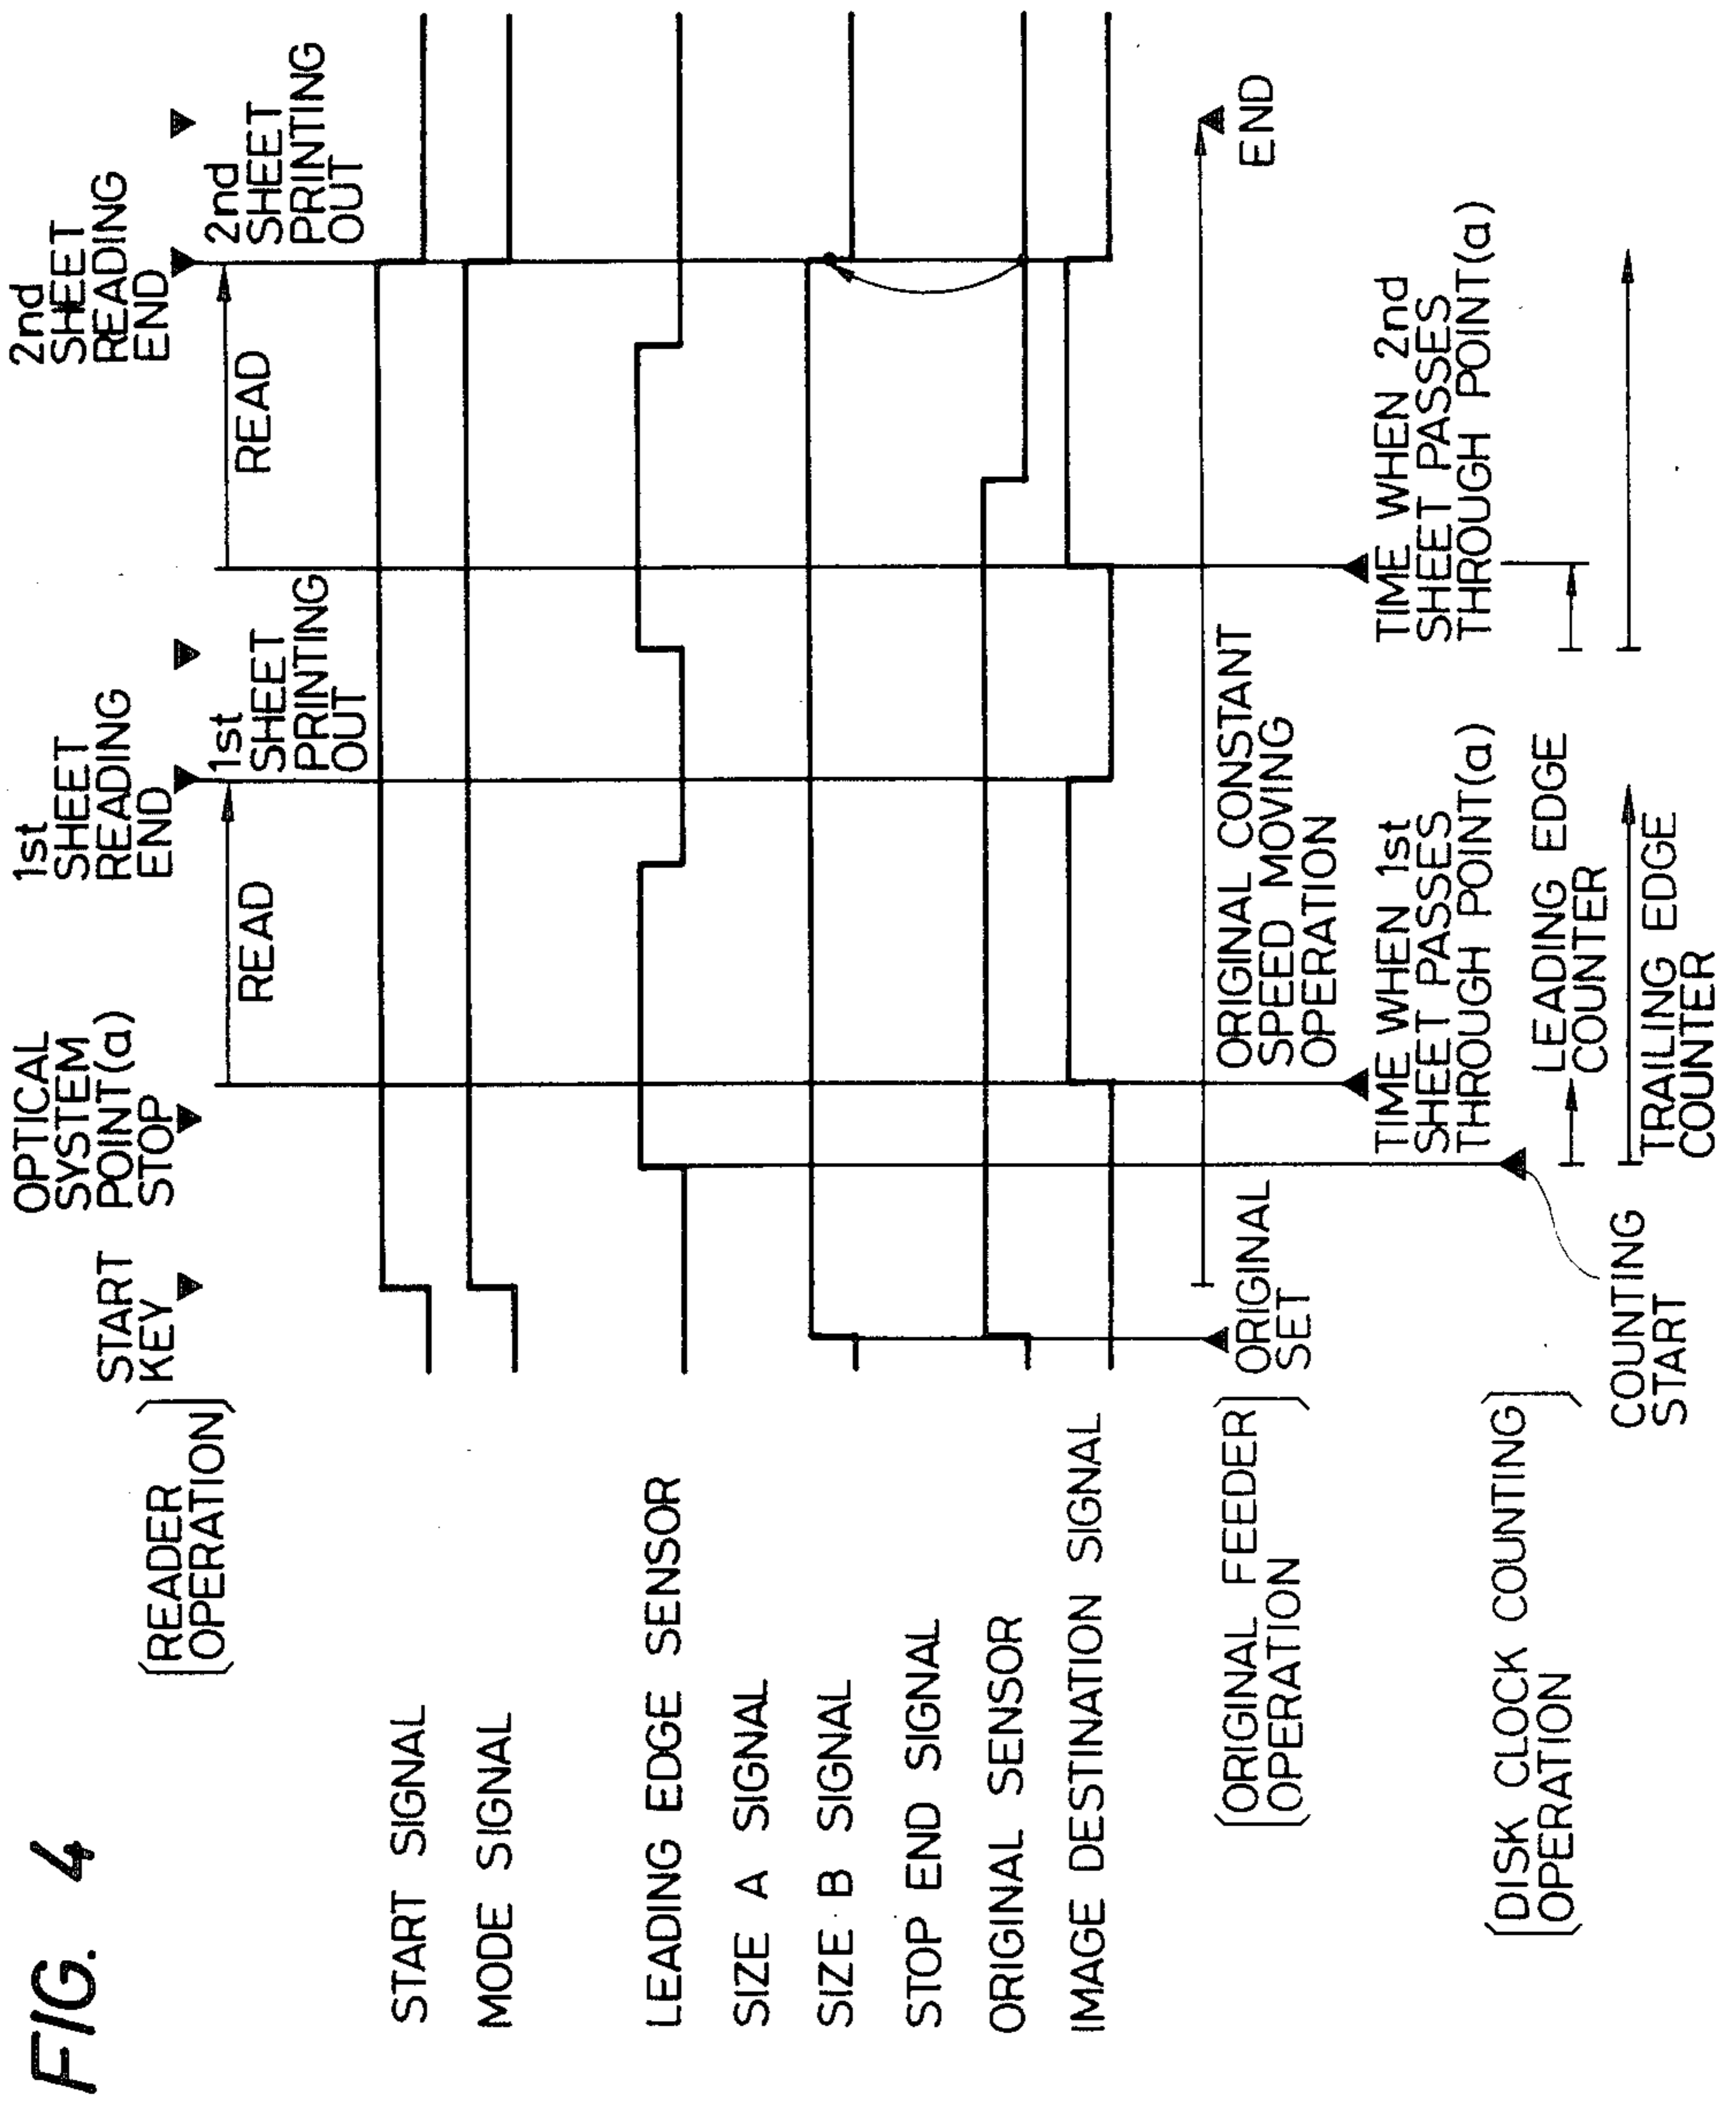 FIG. 4
(READER
OPERATION)
START
KEY
OPTICAL
SYSTEM
POINT(a)
STOP
1st
SHEET
READING
END
2nd
SHEET
READING
END
READ
1st
SHEET
PRINTING
OUT
READ
2nd
SHEET
PRINTING
OUT
START SIGNAL
MODE SIGNAL
LEADING EDGE SENSOR
SIZE A SIGNAL
SIZE B SIGNAL
STOP END SIGNAL
ORIGINAL SENSOR
IMAGE DESTINATION SIGNAL
(ORIGINAL FEEDER
OPERATION)
ORIGINAL
SET
ORIGINAL CONSTANT
SPEED MOVING
OPERATION
END
TIME WHEN 1st
SHEET PASSES
THROUGH POINT(a)
TIME WHEN 2nd
SHEET PASSES
THROUGH POINT(a)
(DISK CLOCK COUNTING
OPERATION)
COUNTING
START
LEADING EDGE
COUNTER
TRAILING EDGE
COUNTER